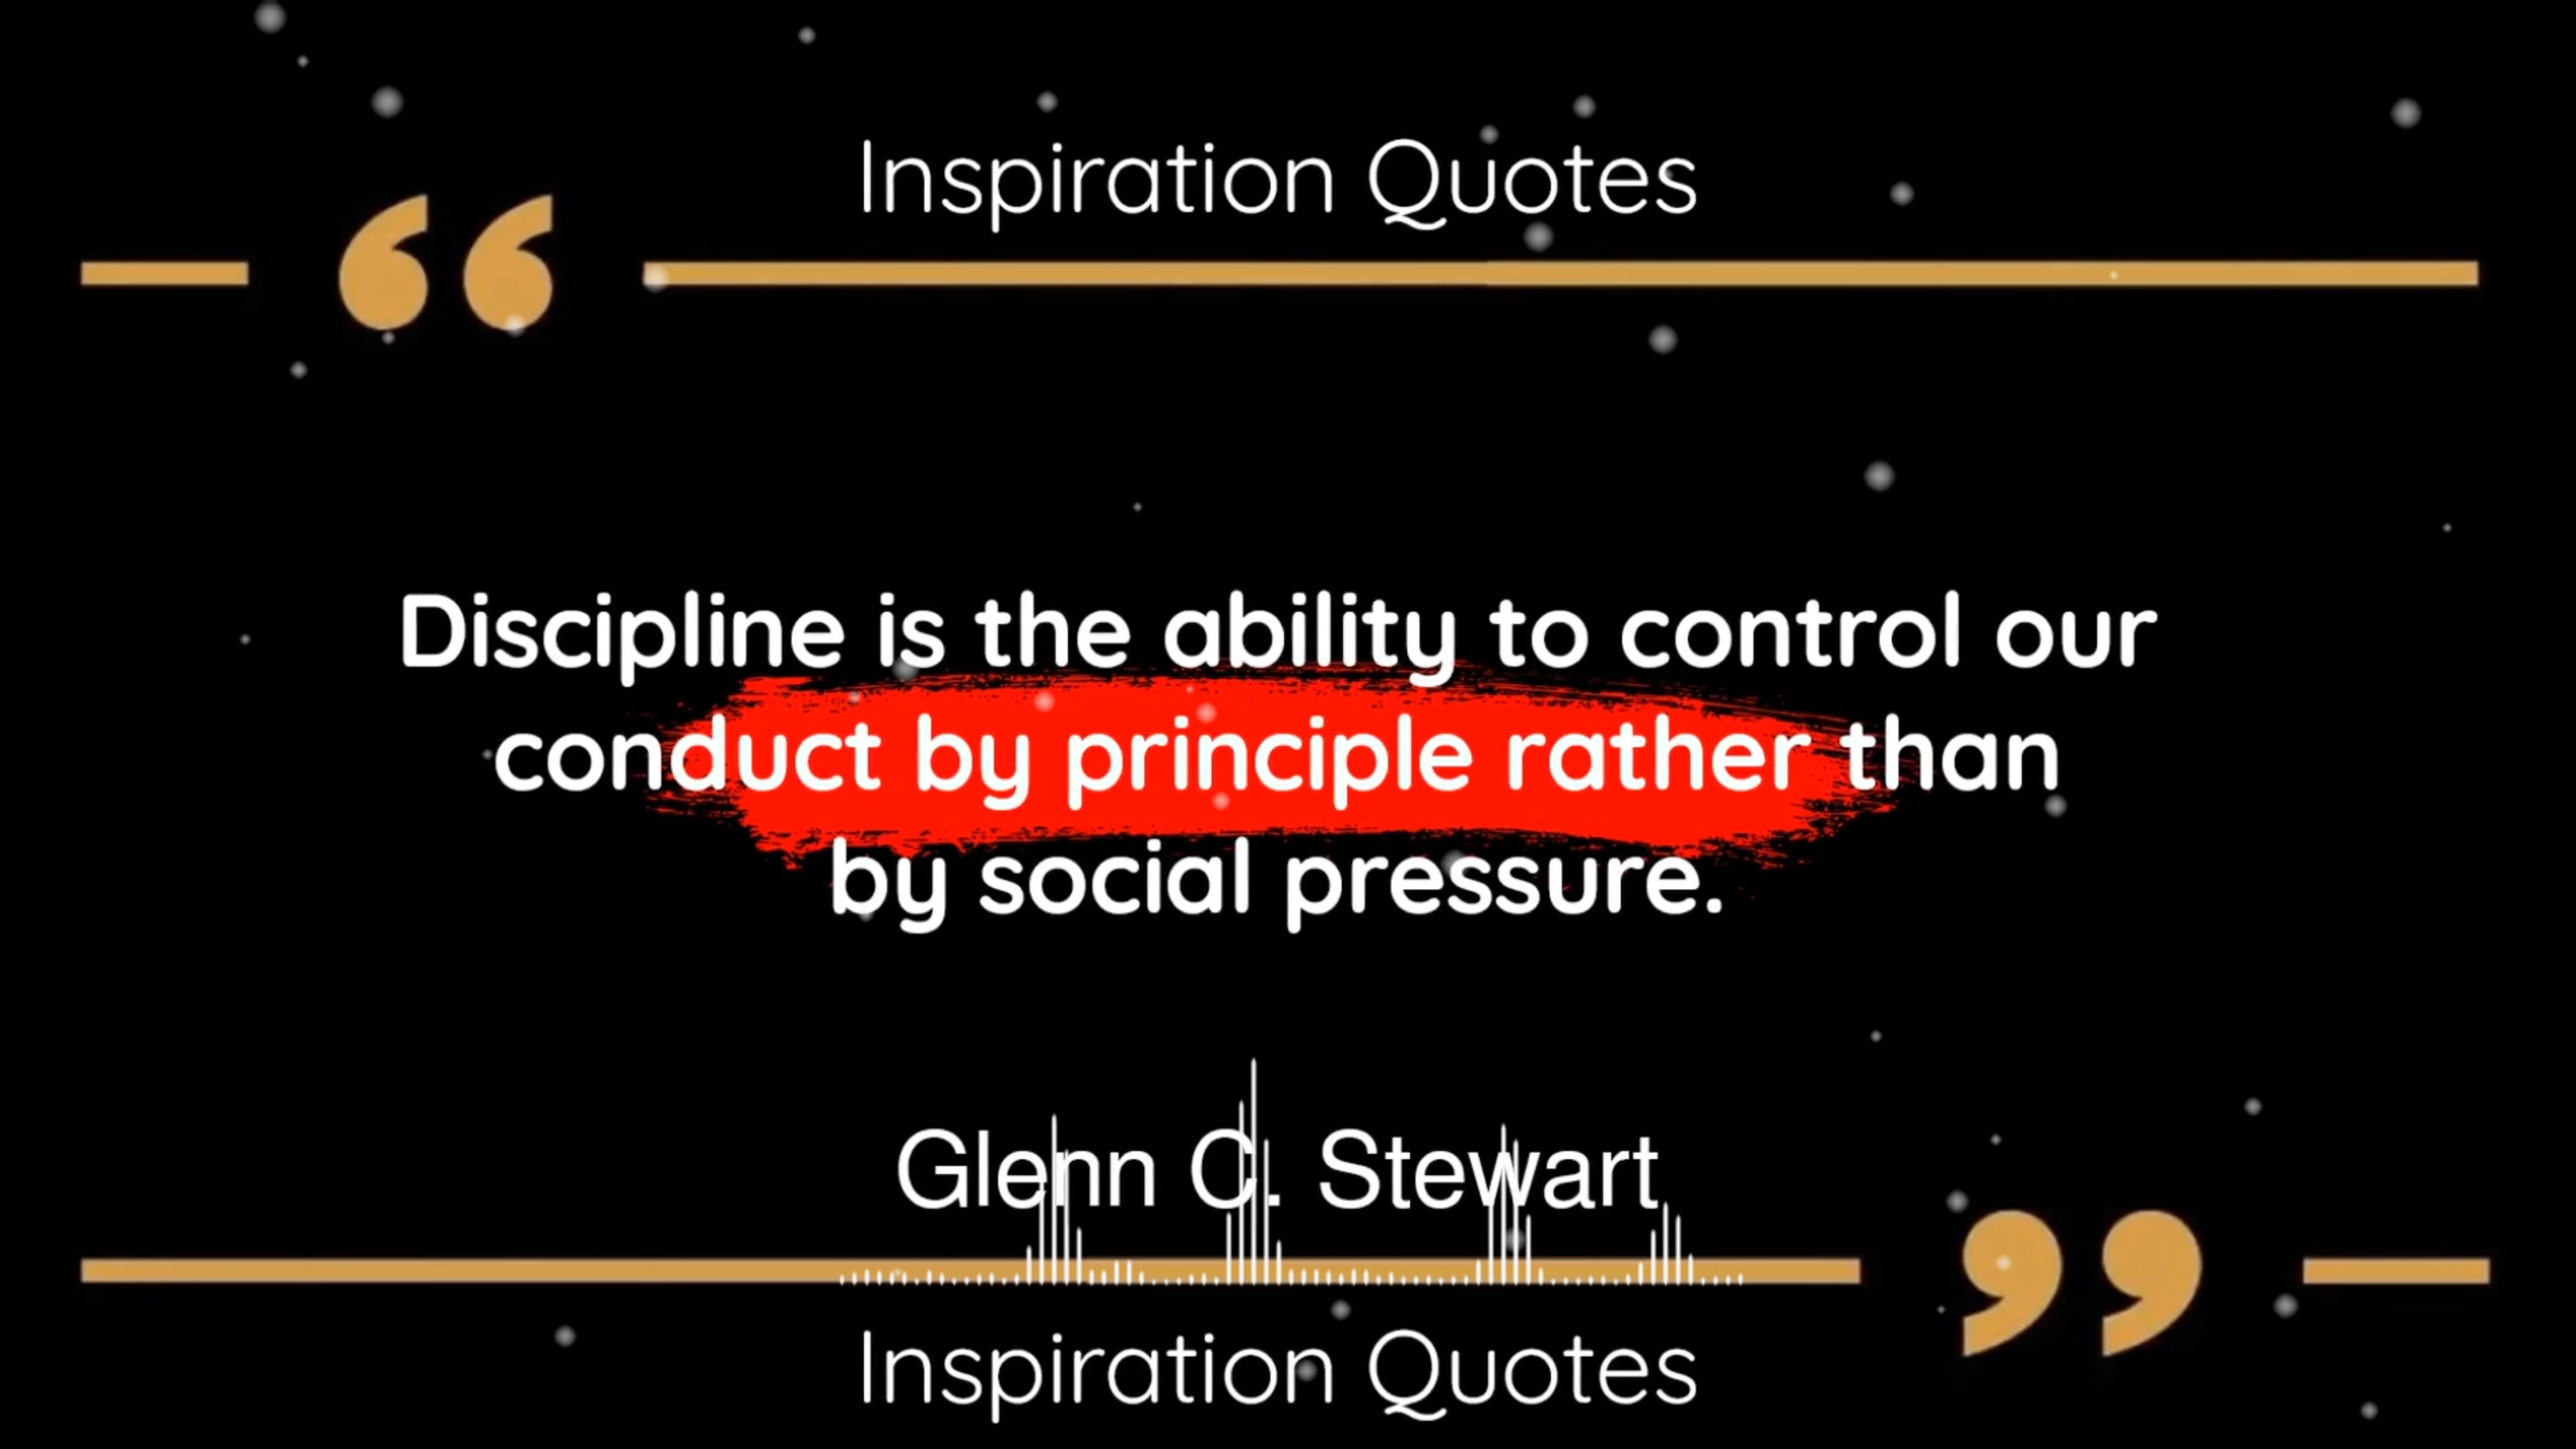 Inspiration Quotes
Discipline is the ability to control our
conduct by principle rather than
by social pressure.
Glenn C. Stewart
Inspiration Quotes